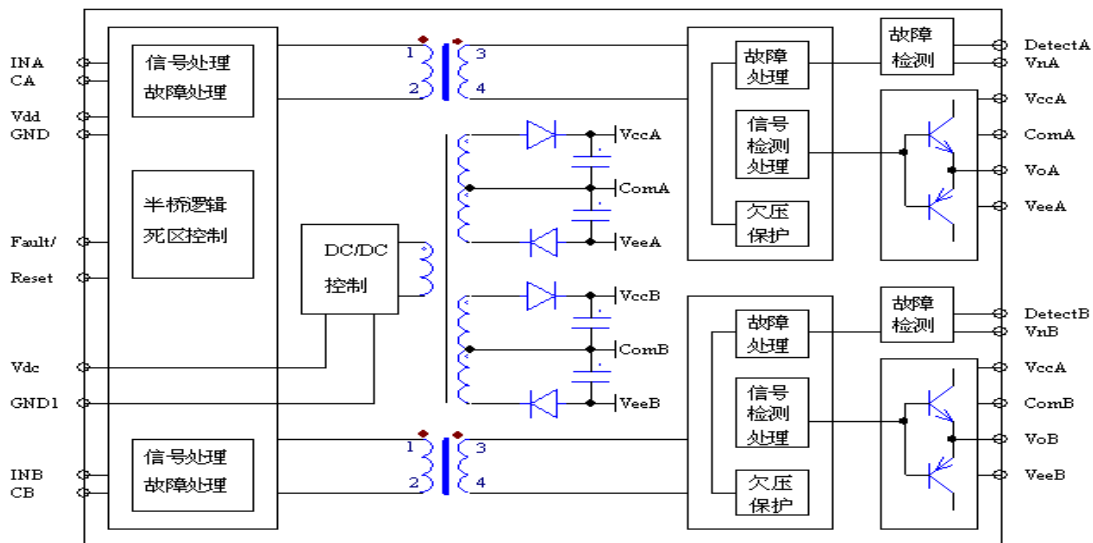 INA
CA
Vdd
GND
Fault/
Reset
Vdc
GND1
INB
CB
信号处理
故障处理
半桥逻辑
死区控制
信号处理
故障处理
DC/DC
控制
1
2
3
4
VccA
ComA
VeeA
VccB
ComB
VeeB
1
2
3
4
故障
处理
信号
检测
处理
欠压
保护
故障
检测
故障
处理
信号
检测
处理
欠压
保护
故障
检测
DetectA
VnA
VccA
ComA
VoA
VeeA
DetectB
VnB
VccA
ComB
VoB
VeeB